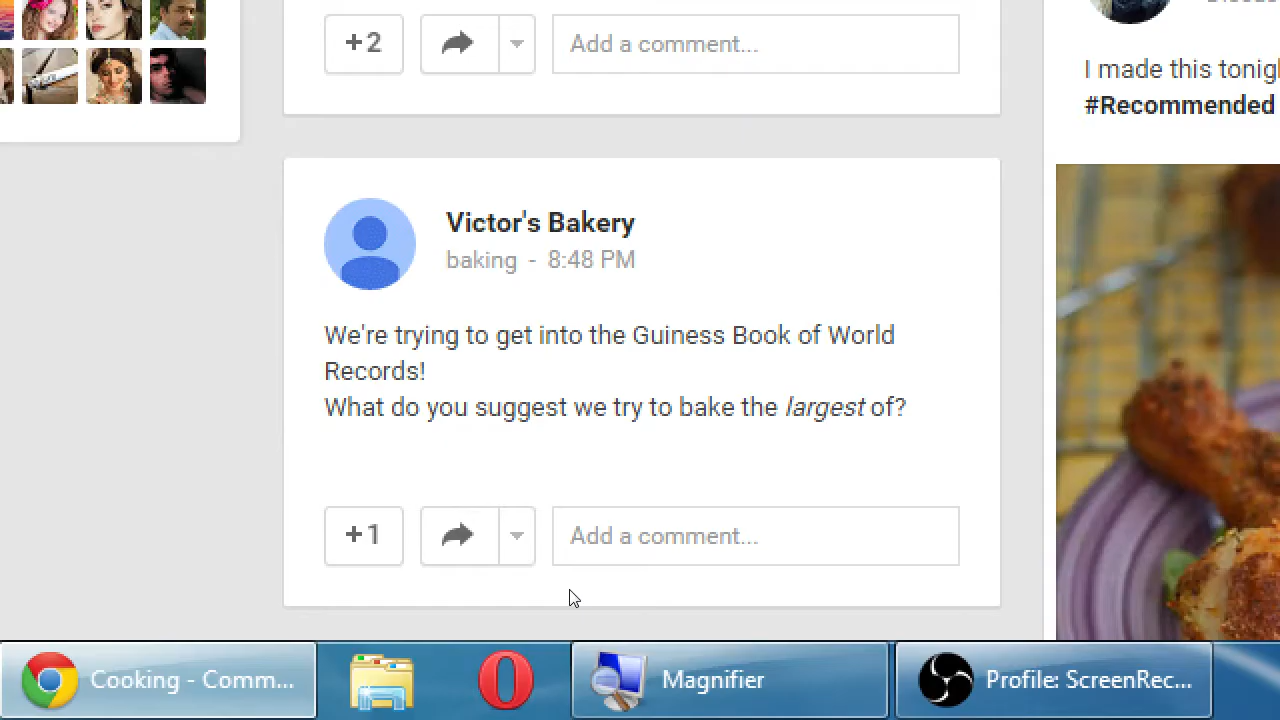 +2
Add a comment...
I made this tonig
#Recommended
Victor's Bakery
baking - 8:48 PM
We're trying to get into the Guiness Book of World
Records!
What do you suggest we try to bake the largest of?
+1
Add a comment...
Cooking - Comm...
Magnifier
Profile: ScreenRec...